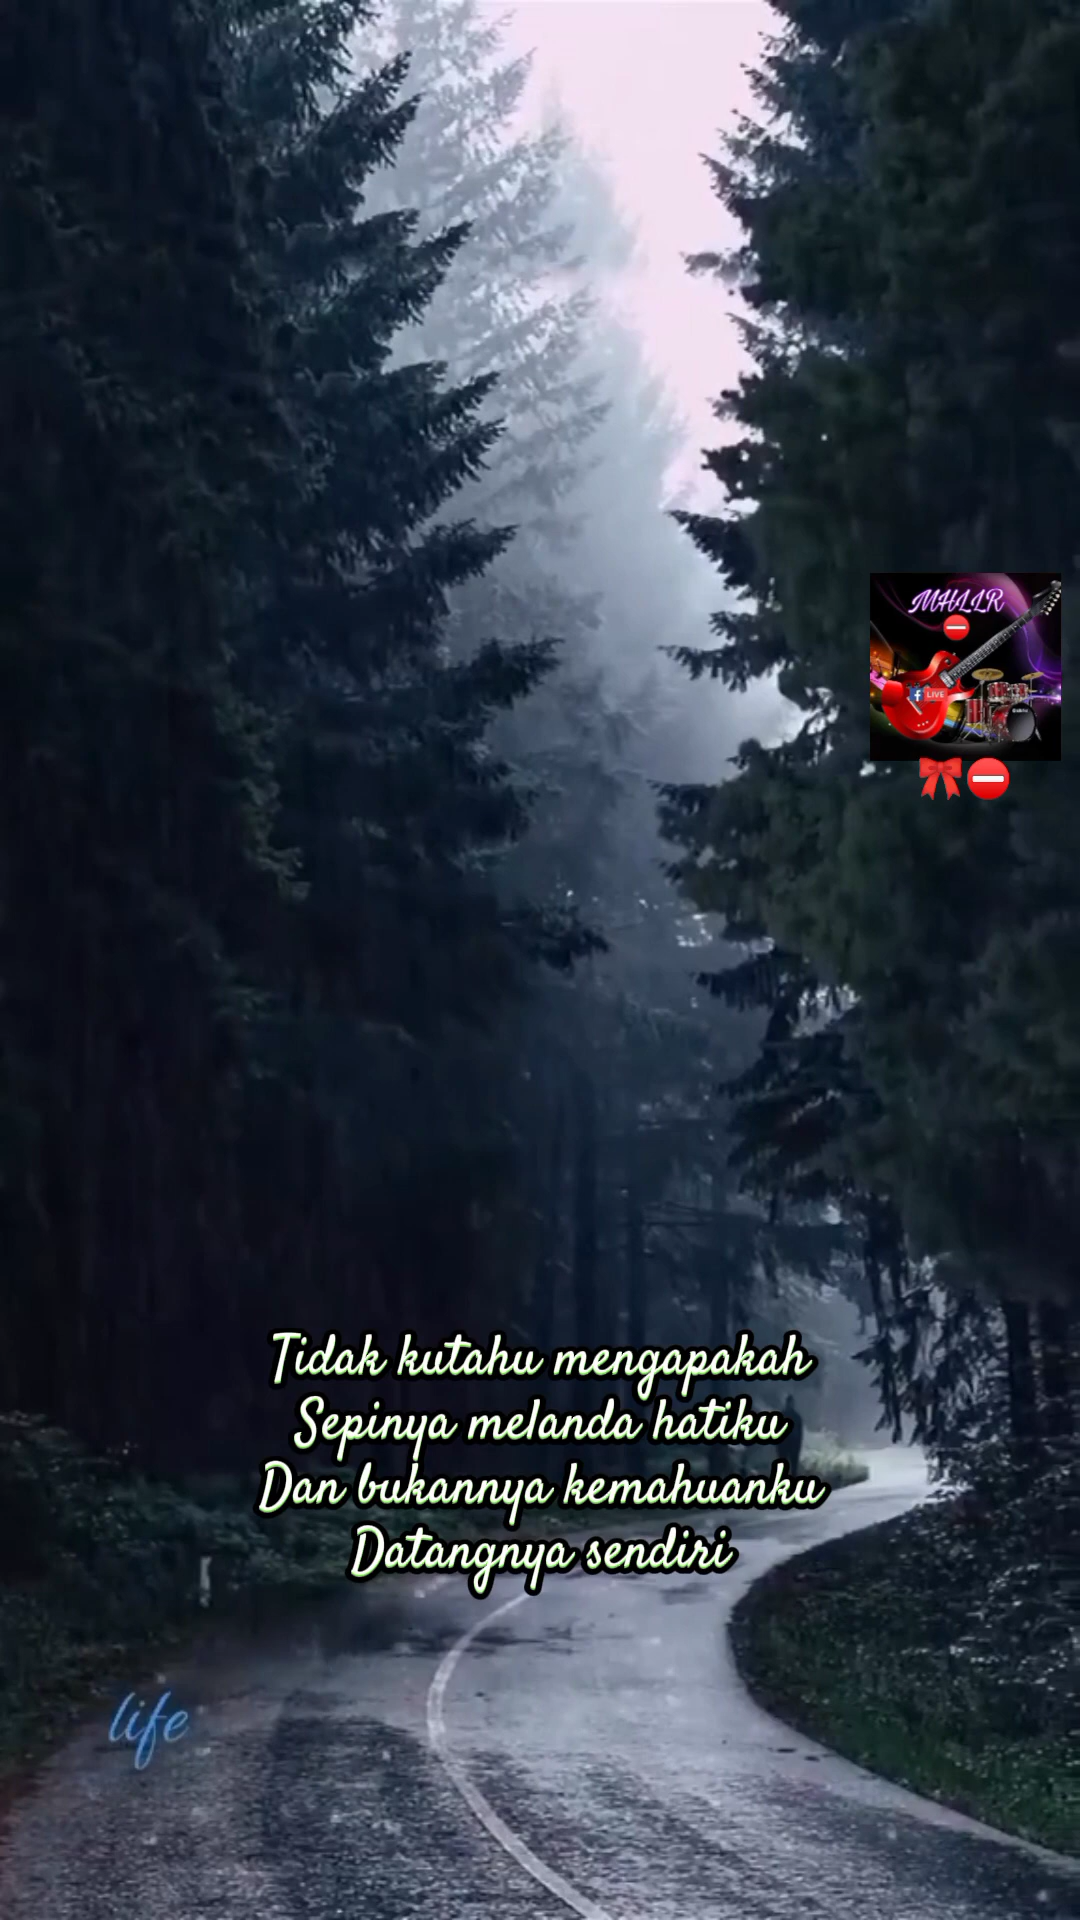 MHLLR
LIVE
Tidak kutahu mengapakah
Sepinya melanda hatiku
Dan bukannya kemahuanku
Datangnya sendiri
life